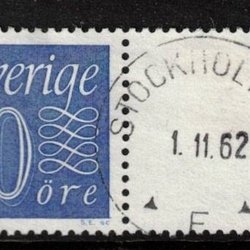 verige
0
öre
STOCKHOL
1. 11. 62
E